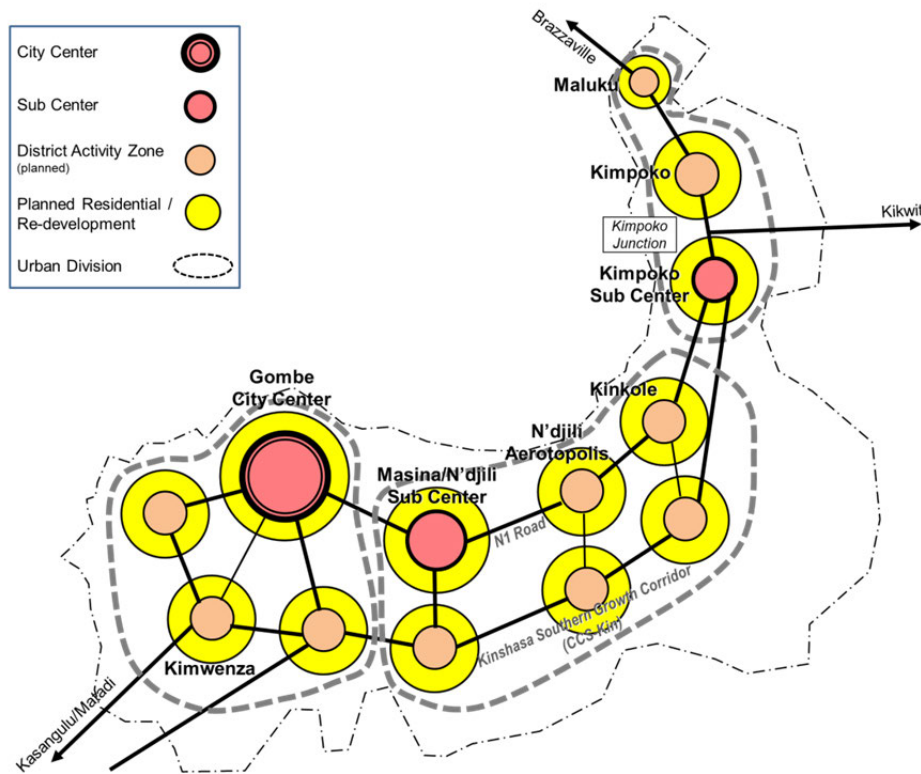 City Center
Sub Center
District Activity Zone
(planned)
Planned Residential /
Re-development
Urban Division
Brazzaville
Maluku
Kimpoko
Kikwit
Kimpoko
Junction
Kimpoko
Sub Center
Gombe
City Center
Kinkole
N'djili
Aerotopolis
Masina/N'djili
Sub Center
N1 Road
Kinshasa Southern Growth Corridor
(CCS-Kim)
Kimwenza
Kasangulu/Matadi